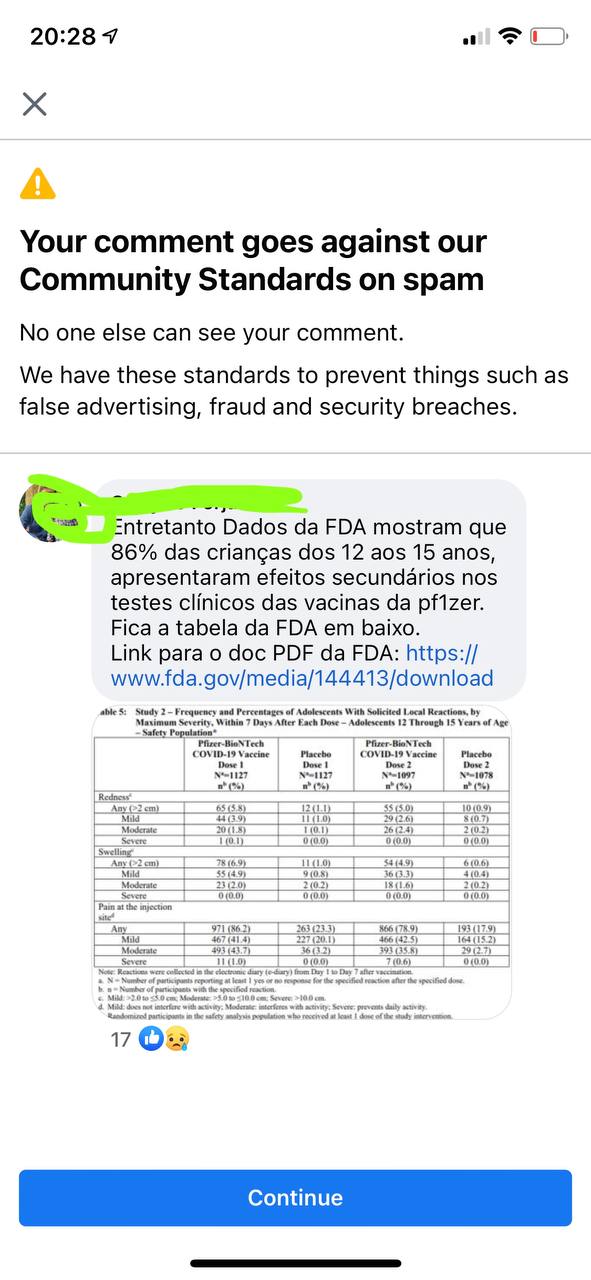 20:28
Your comment goes against our
Community Standards on spam
No one else can see your comment.
We have these standards to prevent things such as
false advertising, fraud and security breaches.
Entretanto Dados da FDA mostram que
86% das crianças dos 12 aos 15 anos,
apresentaram efeitos secundários nos
testes clínicos das vacinas da pf1zer.
Fica a tabela da FDA em baixo.
Link para o doc PDF da FDA: https://
www.fda.gov/media/144413/download
able 5: Study 2 – Frequency and Percentages of Adolescents With Solicited Local Reactions, by
Maximum Severity, Within 7 Days After Each Dose – Adolescents 12 Through 15 Years of Age
– Safety Population*
Pfizer-BioNTech COVID-19 Vaccine Dose 1 Nª=1127 nᵇ (%) Placebo Dose 1 Nª=1127 nᵇ (%) Pfizer-BioNTech COVID-19 Vaccine Dose 2 Nª=1097 nᵇ (%) Placebo Dose 2 Nª=1078 nᵇ (%)
Rednessᶜ
Any (>2 cm) 65 (5.8) 12 (1.1) 55 (5.0) 10 (0.9)
Mild 44 (3.9) 11 (1.0) 29 (2.6) 8 (0.7)
Moderate 20 (1.8) 1 (0.1) 26 (2.4) 2 (0.2)
Severe 1 (0.1) 0 (0.0) 0 (0.0) 0 (0.0)
Swellingᶜ
Any (>2 cm) 78 (6.9) 11 (1.0) 54 (4.9) 6 (0.6)
Mild 55 (4.9) 9 (0.8) 36 (3.3) 4 (0.4)
Moderate 23 (2.0) 2 (0.2) 18 (1.6) 2 (0.2)
Severe 0 (0.0) 0 (0.0) 0 (0.0) 0 (0.0)
Pain at the injection
siteᵈ
Any 971 (86.2) 263 (23.3) 866 (78.9) 193 (17.9)
Mild 467 (41.4) 227 (20.1) 466 (42.5) 164 (15.2)
Moderate 493 (43.7) 36 (3.2) 393 (35.8) 29 (2.7)
Severe 11 (1.0) 0 (0.0) 7 (0.6) 0 (0.0)
Note: Reactions were collected in the electronic diary (e-diary) from Day 1 to Day 7 after vaccination.
a. N = Number of participants reporting at least 1 yes or no response for the specified reaction after the specified dose.
b. n = Number of participants with the specified reaction.
c. Mild: >2.0 to ≤5.0 cm; Moderate: >5.0 to ≤10.0 cm; Severe: >10.0 cm.
d. Mild: does not interfere with activity; Moderate: interferes with activity; Severe: prevents daily activity.
Randomized participants in the safety analysis population who received at least 1 dose of the study intervention.
17
Continue